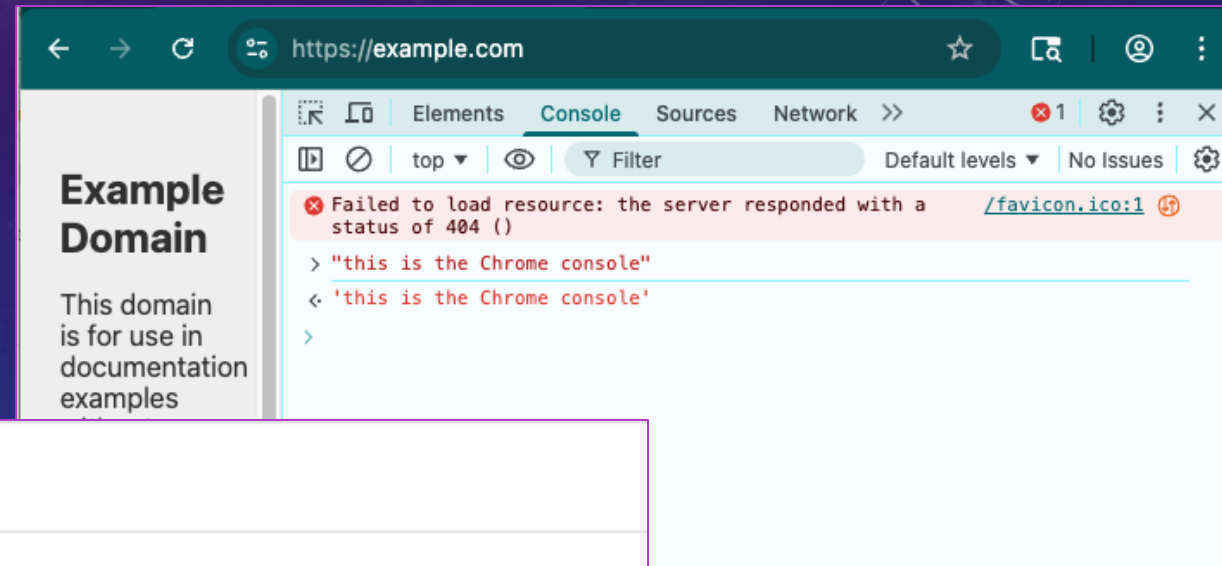 https://example.com
Elements Console Sources Network 1
top Filter Default levels No Issues
Example
Domain
This domain
is for use in
documentation
examples
Failed to load resource: the server responded with a /favicon.ico:1
status of 404 ()
> "this is the Chrome console"
'this is the Chrome console'
>